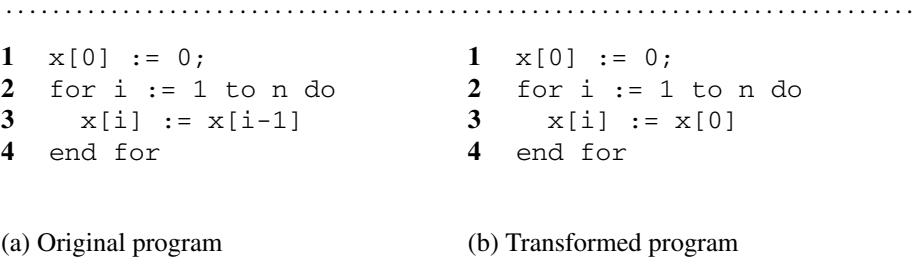 1 x[0] := 0;
2 for i := 1 to n do
3 x[i] := x[i-1]
4 end for
(a) Original program
1 x[0] := 0;
2 for i := 1 to n do
3 x[i] := x[0]
4 end for
(b) Transformed program